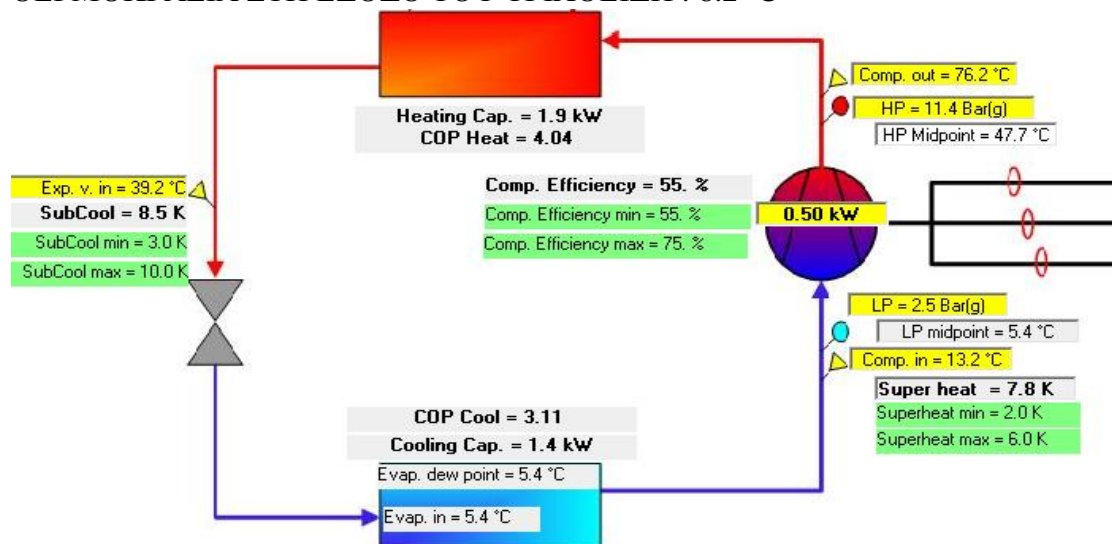 76.2 °C
Comp. out = 76.2 °C
HP = 11.4 Bar(g)
HP Midpoint = 47.7 °C
Heating Cap. = 1.9 kW
COP Heat = 4.04
Exp. v. in = 39.2 °C
SubCool = 8.5 K
SubCool min = 3.0 K
SubCool max = 10.0 K
Comp. Efficiency = 55. %
Comp. Efficiency min = 55. %
Comp. Efficiency max = 75. %
0.50 kW
LP = 2.5 Bar(g)
LP midpoint = 5.4 °C
Comp. in = 13.2 °C
Super heat = 7.8 K
Superheat min = 2.0 K
Superheat max = 6.0 K
COP Cool = 3.11
Cooling Cap. = 1.4 kW
Evap. dew point = 5.4 °C
Evap. in = 5.4 °C